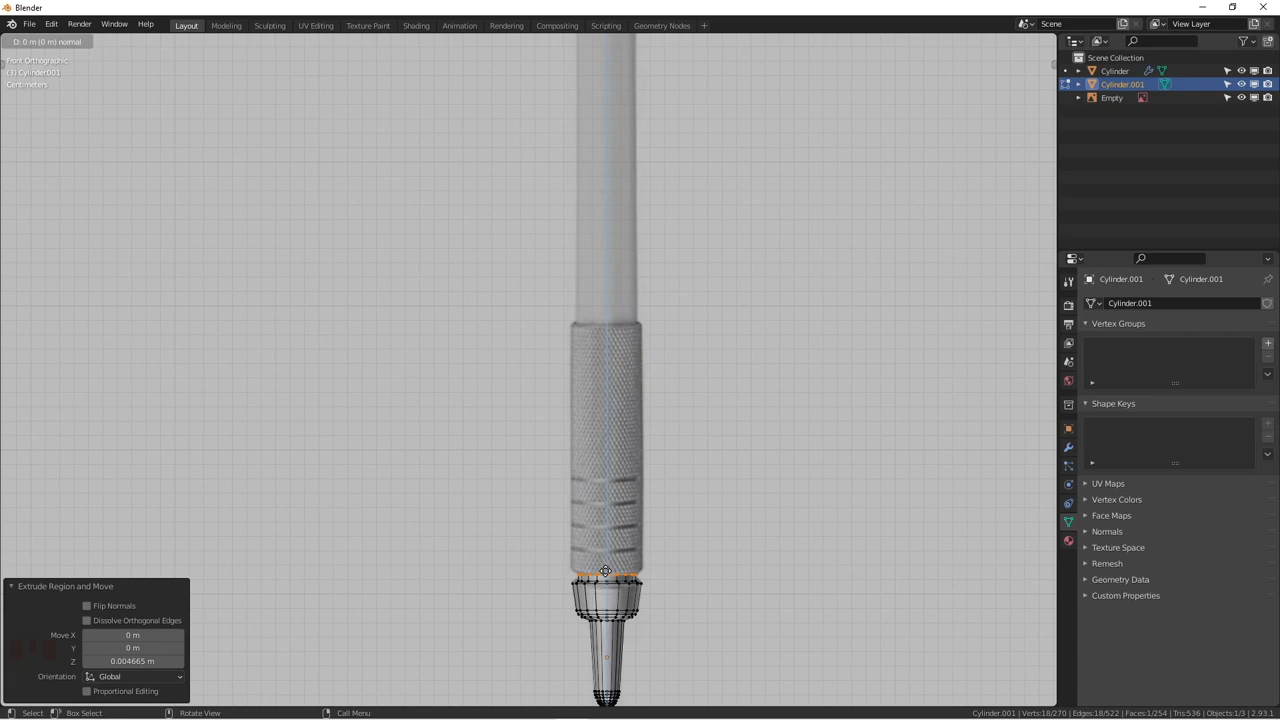 Blender
File Edit Render Window Help Layout Modeling Sculpting UV Editing Texture Paint Shading Animation Rendering Compositing Scripting Geometry Nodes + Scene View Layer
D: 0 m (0 m) normal
Front Orthographic
(3) Cylinder001
Centimeters
Scene Collection
Cylinder
Cylinder.001
Empty
Cylinder.001 Cylinder.001
Cylinder.001
Vertex Groups
Shape Keys
UV Maps
Vertex Colors
Face Maps
Normals
Texture Space
Remesh
Geometry Data
Custom Properties
Extrude Region and Move
Flip Normals
Dissolve Orthogonal Edges
Move X 0 m
Y 0 m
Z 0.004665 m
Orientation Global
Proportional Editing
Select Box Select Rotate View Call Menu Cylinder.001 | Verts:18/270 | Edges:18/522 | Faces:1/254 | Tris:536 | Objects:1/3 | 2.93.1